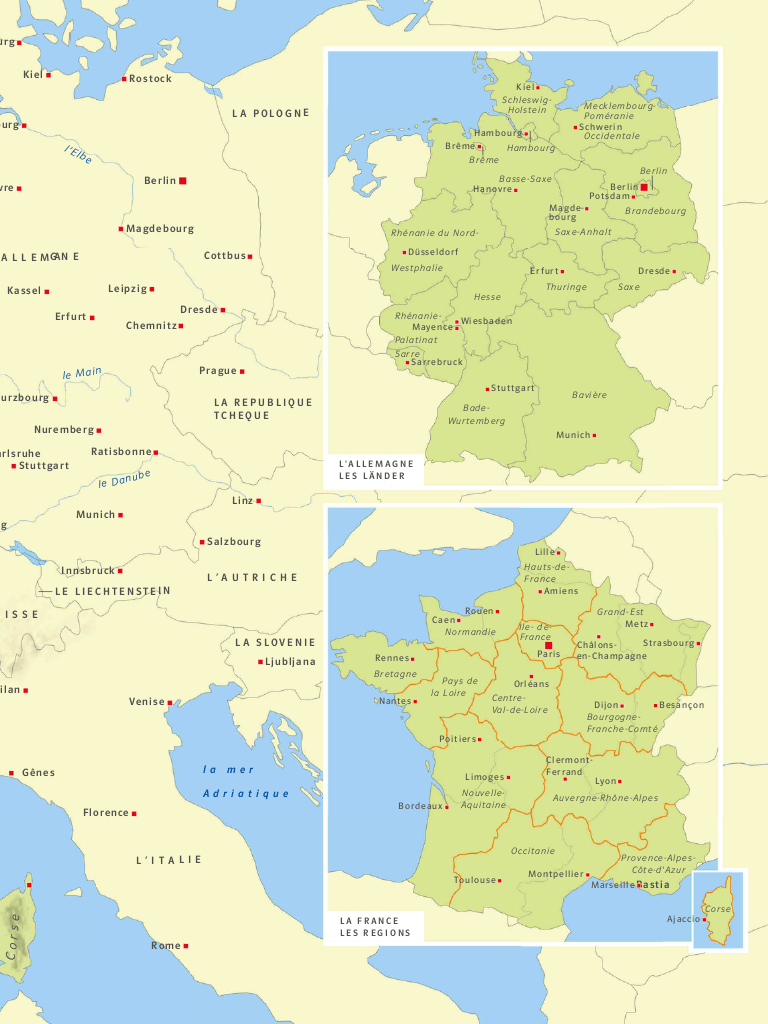 urg
Kiel
Rostock
LA POLOGNE
urg
l'Elbe
Berlin
vre
Magdebourg
ALLEMAGNE
Cottbus
Kassel
Leipzig
Erfurt
Dresde
Chemnitz
le Main
Prague
urzbourg
LA REPUBLIQUE
TCHEQUE
Nuremberg
arlsruhe
Ratisbonne
Stuttgart
le Danube
Linz
Munich
g
Salzbourg
Innsbruck
L'AUTRICHE
LE LIECHTENSTEIN
ISSE
LA SLOVENIE
Ljubljana
ilan
Venise
la mer
Adriatique
Gênes
Florence
L'ITALIE
Corse
Rome
Kiel
Schleswig-
Holstein
Mecklembourg-
Poméranie
Occidentale
Schwerin
Hambourg
Hambourg
Brême
Brême
Basse-Saxe
Hanovre
Berlin
Berlin
Potsdam
Brandebourg
Magde-
bourg
Saxe-Anhalt
Rhénanie du Nord-
Düsseldorf
Westphalie
Erfurt
Thuringe
Dresde
Saxe
Hesse
Rhénanie-
Wiesbaden
Mayence
Palatinat
Sarre
Sarrebruck
Stuttgart
Bade-
Wurtemberg
Bavière
Munich
L'ALLEMAGNE
LES LÄNDER
Lille
Hauts-de-
France
Amiens
Rouen
Caen
Normandie
Ile-de-
France
Paris
Grand-Est
Metz
Châlons-
en-Champagne
Strasbourg
Rennes
Bretagne
Pays de
la Loire
Nantes
Orléans
Centre-
Val-de-Loire
Dijon
Besançon
Bourgogne-
Franche-Comté
Poitiers
Clermont-
Ferrand
Limoges
Lyon
Nouvelle-
Aquitaine
Auvergne-Rhône-Alpes
Bordeaux
Occitanie
Provence-Alpes-
Côte-d'Azur
Toulouse
Montpellier
Marseille
Bastia
Corse
Ajaccio
LA FRANCE
LES REGIONS